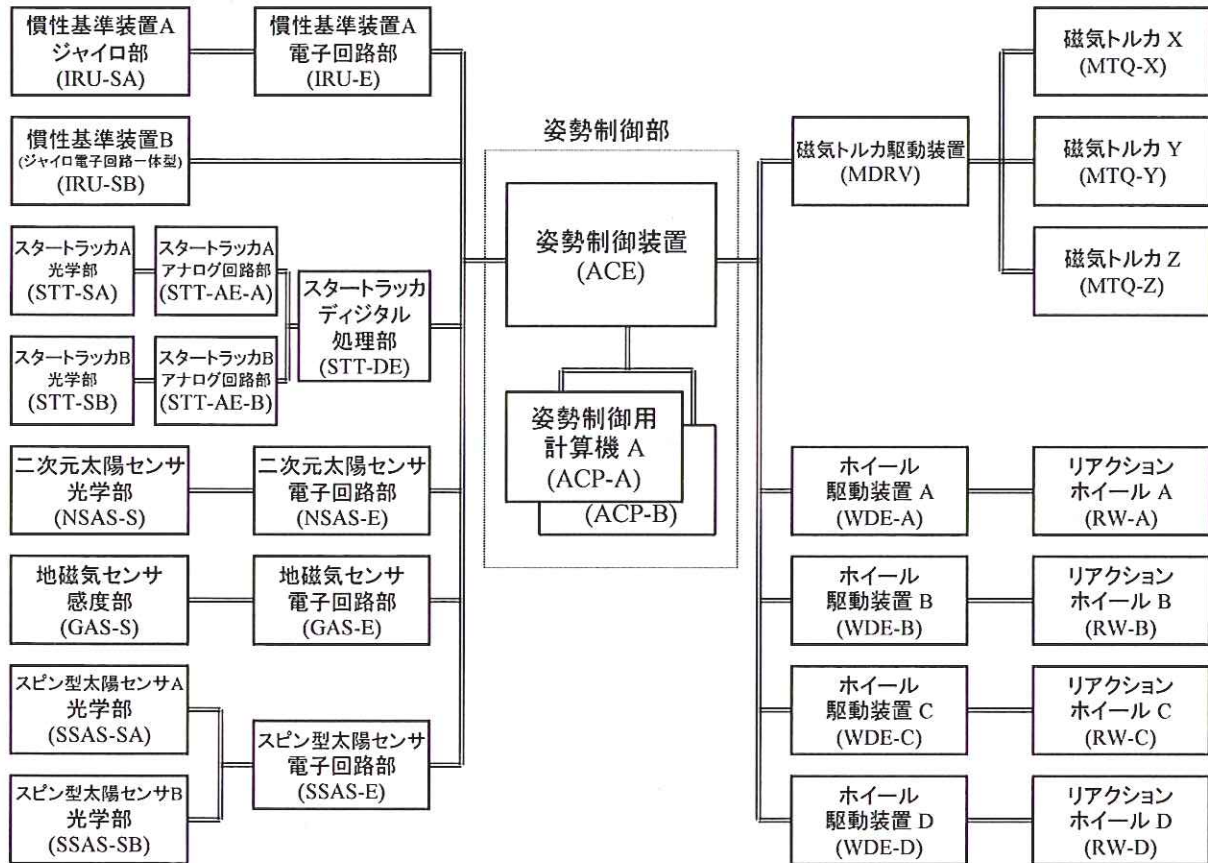 慣性基準装置A
ジャイロ部
(IRU-SA)
慣性基準装置A
電子回路部
(IRU-E)
慣性基準装置B
(ジャイロ電子回路一体型)
(IRU-SB)
スタートラッカA
光学部
(STT-SA)
スタートラッカA
アナログ回路部
(STT-AE-A)
スタートラッカB
光学部
(STT-SB)
スタートラッカB
アナログ回路部
(STT-AE-B)
スタートラッカ
ディジタル
処理部
(STT-DE)
二次元太陽センサ
光学部
(NSAS-S)
二次元太陽センサ
電子回路部
(NSAS-E)
地磁気センサ
感度部
(GAS-S)
地磁気センサ
電子回路部
(GAS-E)
スピン型太陽センサA
光学部
(SSAS-SA)
スピン型太陽センサB
光学部
(SSAS-SB)
スピン型太陽センサ
電子回路部
(SSAS-E)
姿勢制御部
姿勢制御装置
(ACE)
姿勢制御用
計算機 A
(ACP-A)
(ACP-B)
磁気トルカ駆動装置
(MDRV)
磁気トルカ X
(MTQ-X)
磁気トルカ Y
(MTQ-Y)
磁気トルカ Z
(MTQ-Z)
ホイール
駆動装置 A
(WDE-A)
リアクション
ホイール A
(RW-A)
ホイール
駆動装置 B
(WDE-B)
リアクション
ホイール B
(RW-B)
ホイール
駆動装置 C
(WDE-C)
リアクション
ホイール C
(RW-C)
ホイール
駆動装置 D
(WDE-D)
リアクション
ホイール D
(RW-D)